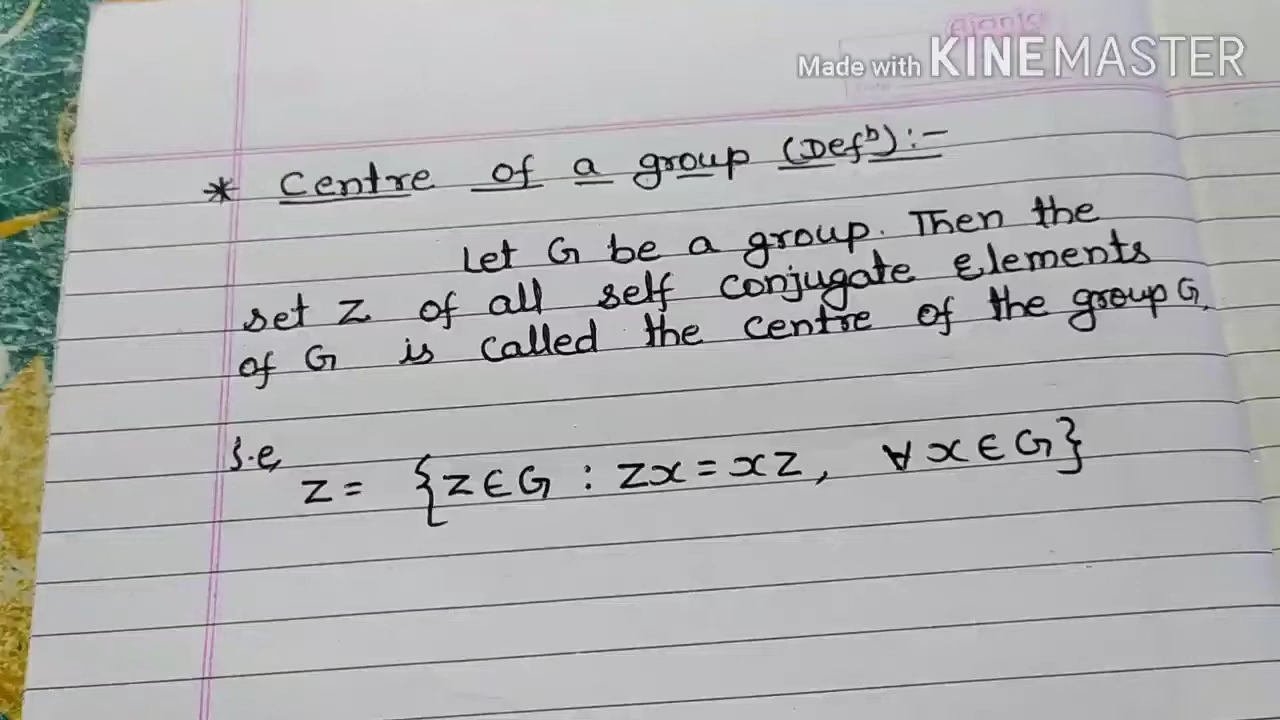 Made with KINEMASTER
* Centre of a group (Defⁿ):-
Let G be a group. Then the
set Z of all self conjugate elements
of G is called the centre of the group G.
i.e,
Z = {z∈G : zx = xz, ∀ x∈G}